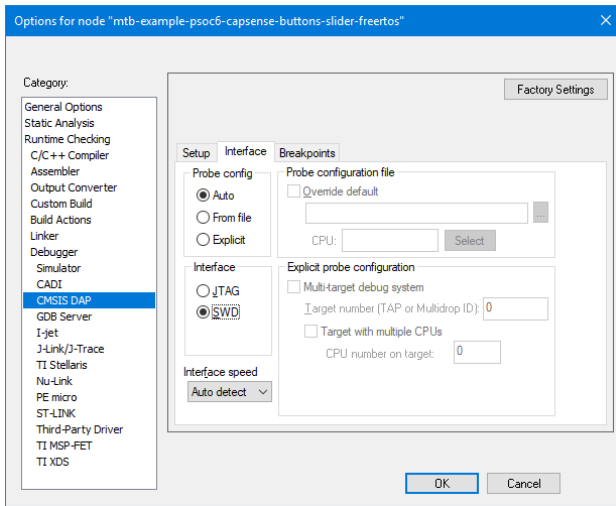 Options for node "mtb-example-psoc6-capsense-buttons-slider-freertos"
Category:
General Options
Static Analysis
Runtime Checking
C/C++ Compiler
Assembler
Output Converter
Custom Build
Build Actions
Linker
Debugger
Simulator
CADI
CMSIS DAP
GDB Server
I-jet
J-Link/J-Trace
TI Stellaris
Nu-Link
PE micro
ST-LINK
Third-Party Driver
TI MSP-FET
TI XDS
Factory Settings
Setup Interface Breakpoints
Probe config
Auto
From file
Explicit
Probe configuration file
Override default
...
CPU: Select
Interface
JTAG
SWD
Explicit probe configuration
Multi-target debug system
Target number (TAP or Multidrop ID): 0
Target with multiple CPUs
CPU number on target: 0
Interface speed
Auto detect
OK Cancel